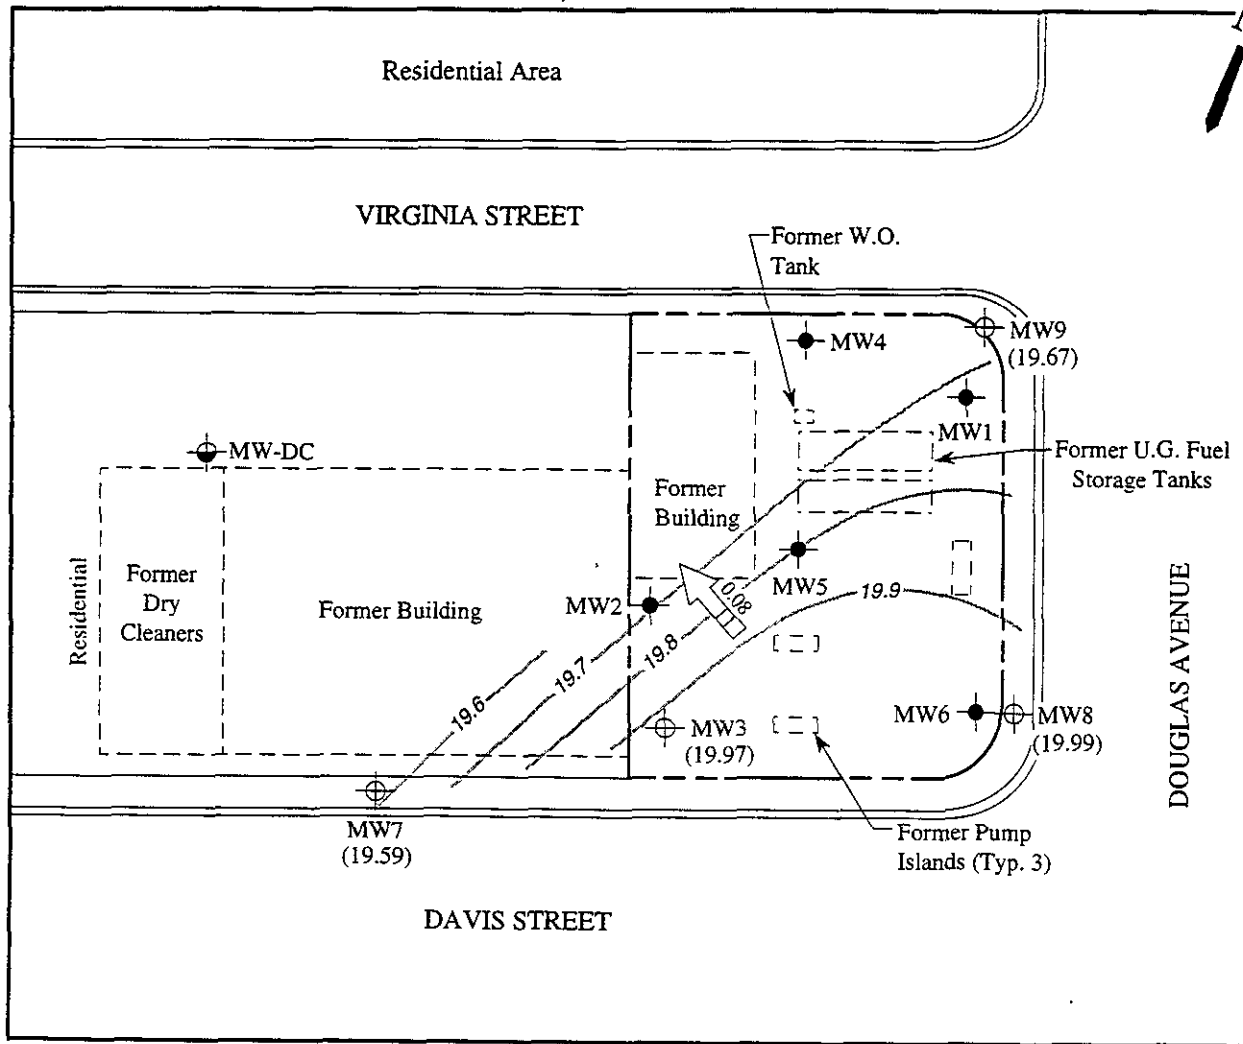 Residential Area
VIRGINIA STREET
Former W.O.
Tank
MW4
MW9
(19.67)
MW1
MW-DC
Former U.G. Fuel
Storage Tanks
Former
Building
MW5
Residential
Former
Dry
Cleaners
Former Building
MW2
0.08
19.9
19.8
19.7
19.6
MW3
(19.97)
MW6
MW8
(19.99)
DOUGLAS AVENUE
MW7
(19.59)
Former Pump
Islands (Typ. 3)
DAVIS STREET